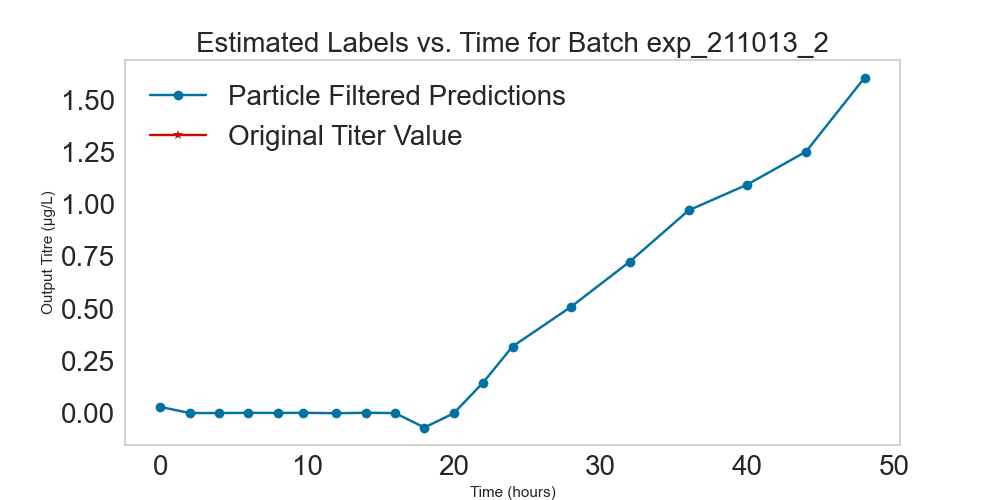 Estimated Labels vs. Time for Batch exp_211013_2
Particle Filtered Predictions
Original Titer Value
Output Titre (µg/L)
1.50
1.25
1.00
0.75
0.50
0.25
0.00
0 10 20 30 40 50
Time (hours)